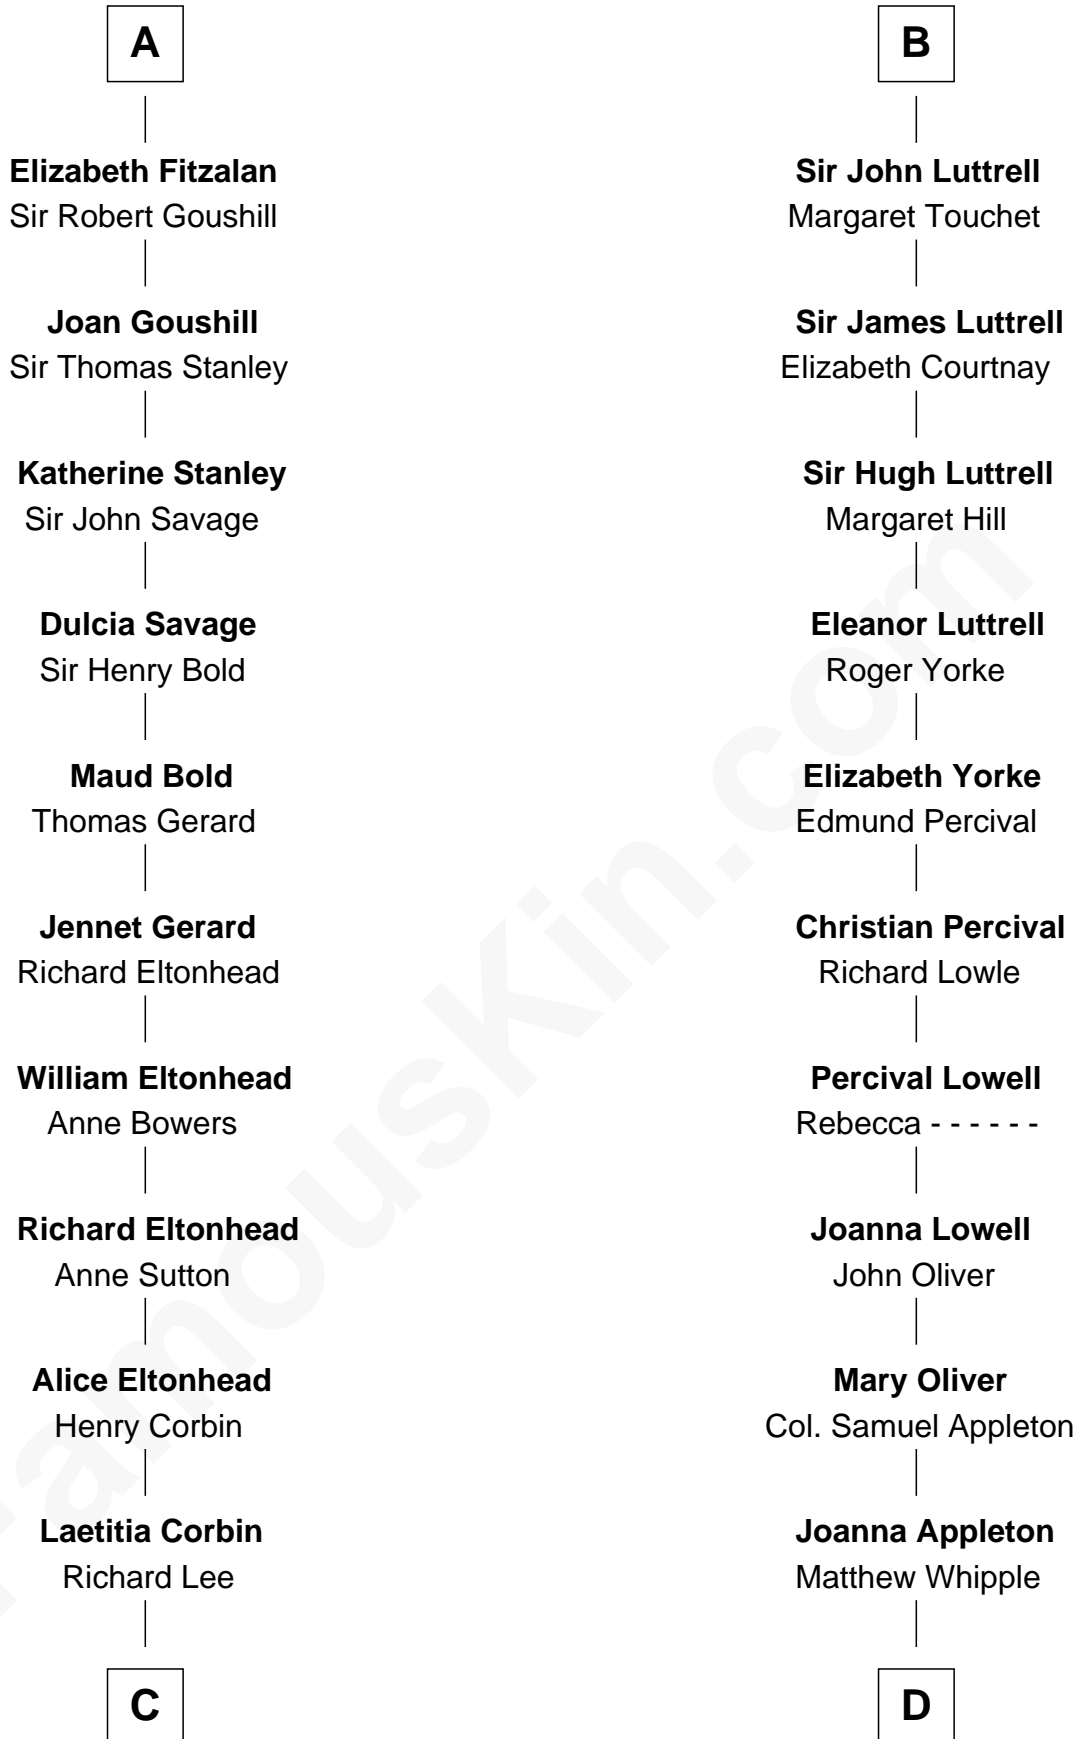 A
Elizabeth Fitzalan
Sir Robert Goushill
Joan Goushill
Sir Thomas Stanley
Katherine Stanley
Sir John Savage
Dulcia Savage
Sir Henry Bold
Maud Bold
Thomas Gerard
Jennet Gerard
Richard Eltonhead
William Eltonhead
Anne Bowers
Richard Eltonhead
Anne Sutton
Alice Eltonhead
Henry Corbin
Laetitia Corbin
Richard Lee
C
B
Sir John Luttrell
Margaret Touchet
Sir James Luttrell
Elizabeth Courtnay
Sir Hugh Luttrell
Margaret Hill
Eleanor Luttrell
Roger Yorke
Elizabeth Yorke
Edmund Percival
Christian Percival
Richard Lowle
Percival Lowell
Rebecca - - - - - -
Joanna Lowell
John Oliver
Mary Oliver
Col. Samuel Appleton
Joanna Appleton
Matthew Whipple
D
FamousKin.com